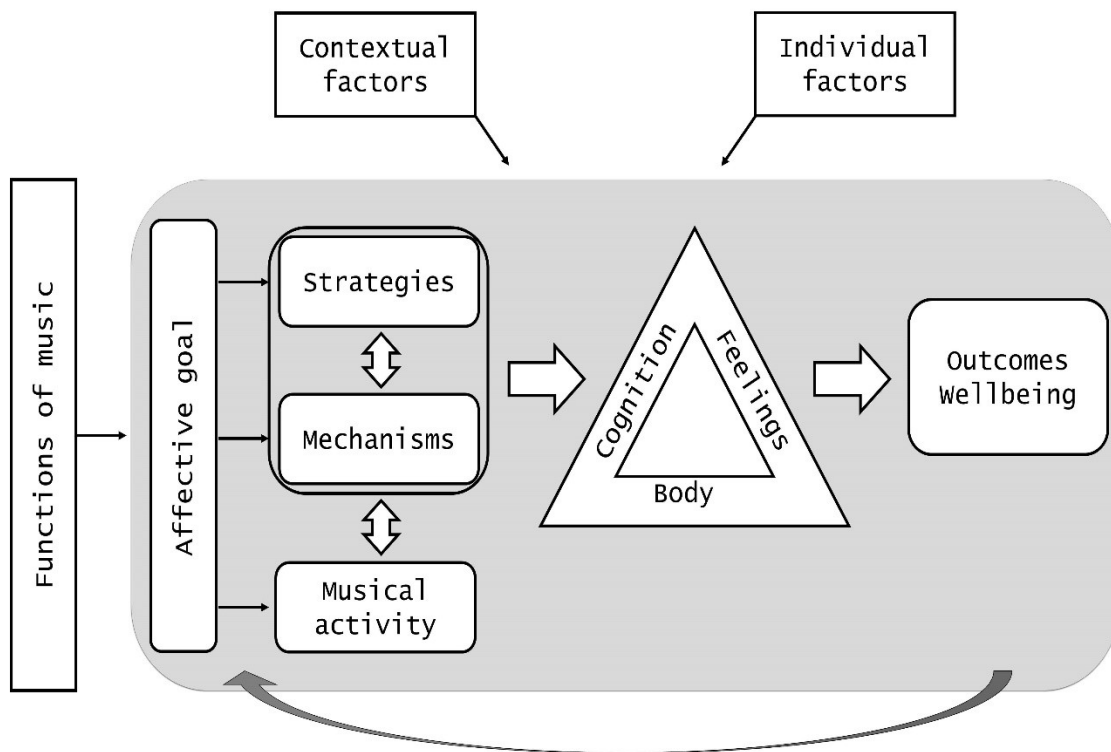 Contextual
factors
Individual
factors
Functions of music
Affective goal
Strategies
Mechanisms
Musical
activity
Cognition
Feelings
Body
Outcomes
Wellbeing